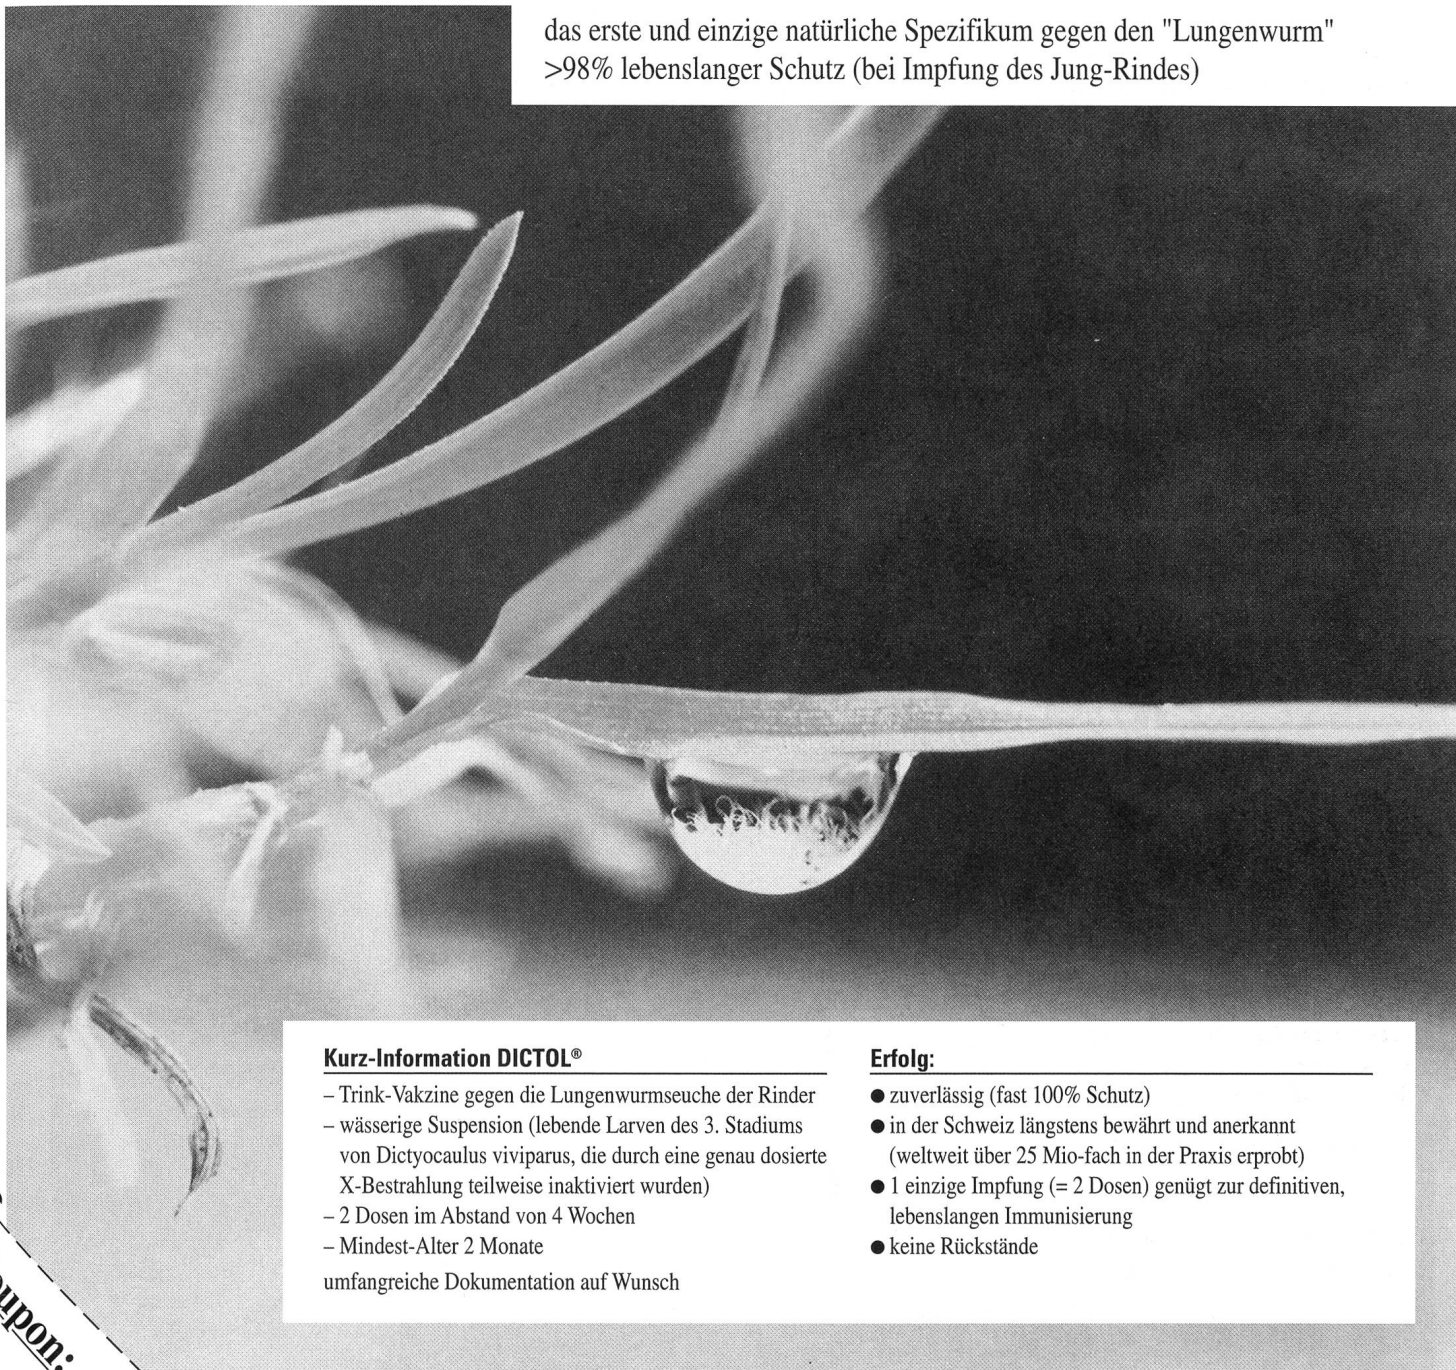 das erste und einzige natürliche Spezifikum gegen den "Lungenwurm"
>98% lebenslanger Schutz (bei Impfung des Jung-Rindes)
Kurz-Information DICTOL®
– Trink-Vakzine gegen die Lungenwurmseuche der Rinder
– wässerige Suspension (lebende Larven des 3. Stadiums
von Dictyocaulus viviparus, die durch eine genau dosierte
X-Bestrahlung teilweise inaktiviert wurden)
– 2 Dosen im Abstand von 4 Wochen
– Mindest-Alter 2 Monate
umfangreiche Dokumentation auf Wunsch
Erfolg:
● zuverlässig (fast 100% Schutz)
● in der Schweiz längstens bewährt und anerkannt
(weltweit über 25 Mio-fach in der Praxis erprobt)
● 1 einzige Impfung (= 2 Dosen) genügt zur definitiven,
lebenslangen Immunisierung
● keine Rückstände